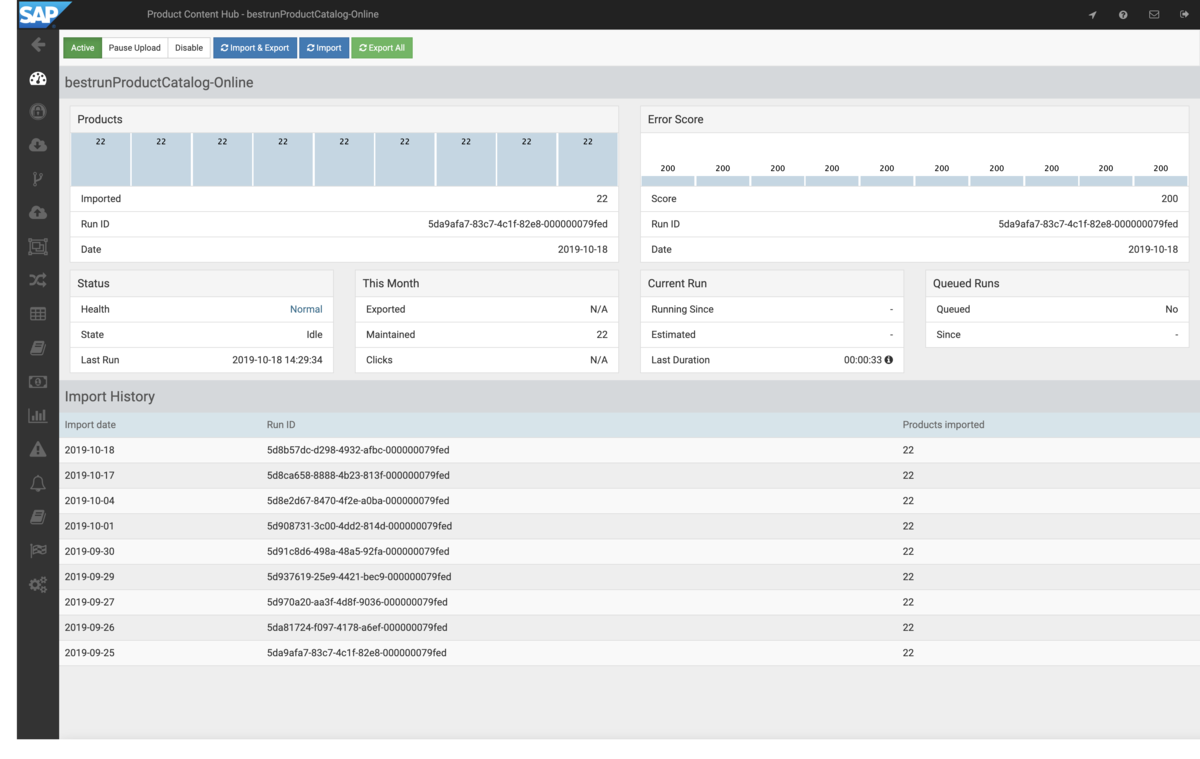 SAP
Product Content Hub - bestrunProductCatalog-Online
Active Pause Upload Disable Import & Export Import Export All
bestrunProductCatalog-Online
Products
22 22 22 22 22 22 22 22 22
Imported 22
Run ID 5da9afa7-83c7-4c1f-82e8-000000079fed
Date 2019-10-18
Error Score
200 200 200 200 200 200 200 200 200 200
Score 200
Run ID 5da9afa7-83c7-4c1f-82e8-000000079fed
Date 2019-10-18
Status
Health Normal
State Idle
Last Run 2019-10-18 14:29:34
This Month
Exported N/A
Maintained 22
Clicks N/A
Current Run
Running Since -
Estimated -
Last Duration 00:00:33
Queued Runs
Queued No
Since -
Import History
Import date Run ID Products imported
2019-10-18 5d8b57dc-d298-4932-afbc-000000079fed 22
2019-10-17 5d8ca658-8888-4b23-813f-000000079fed 22
2019-10-04 5d8e2d67-8470-4f2e-a0ba-000000079fed 22
2019-10-01 5d908731-3c00-4dd2-814d-000000079fed 22
2019-09-30 5d91c8d6-498a-48a5-92fa-000000079fed 22
2019-09-29 5d937619-25e9-4421-bec9-000000079fed 22
2019-09-27 5d970a20-aa3f-4d8f-9036-000000079fed 22
2019-09-26 5da81724-f097-4178-a6ef-000000079fed 22
2019-09-25 5da9afa7-83c7-4c1f-82e8-000000079fed 22